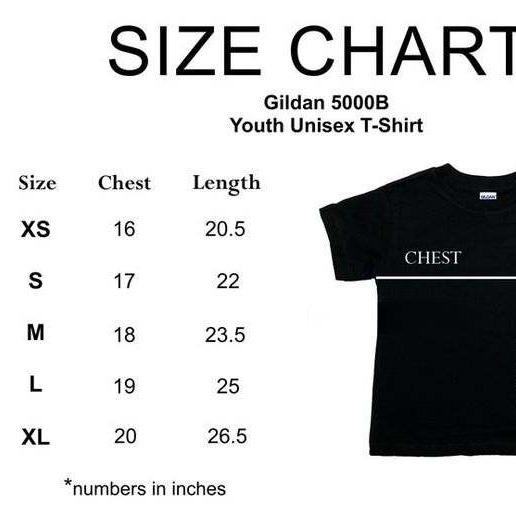 SIZE CHART
Gildan 5000B
Youth Unisex T-Shirt
Size Chest Length
XS 16 20.5
S 17 22
M 18 23.5
L 19 25
XL 20 26.5
*numbers in inches
GILDAN
CHEST